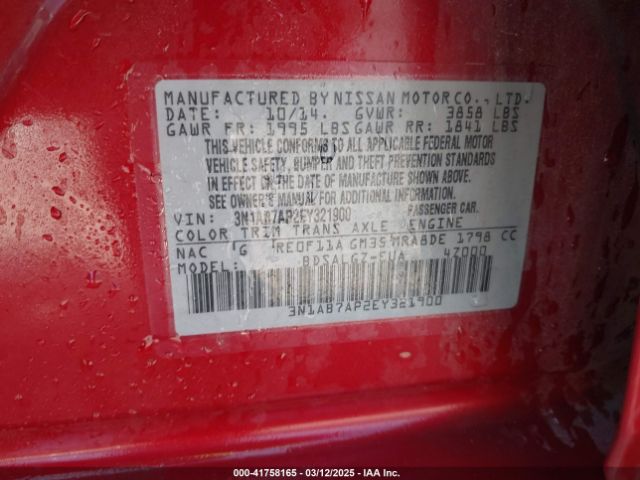 MANUFACTURED BY NISSAN MOTOR CO., LTD.
DATE: 10/14. GVWR: 3858 LBS
GAWR FR: 1995 LBS GAWR RR: 1841 LBS
THIS VEHICLE CONFORMS TO ALL APPLICABLE FEDERAL MOTOR
VEHICLE SAFETY, BUMPER AND THEFT PREVENTION STANDARDS
IN EFFECT ON THE DATE OF MANUFACTURE SHOWN ABOVE.
SEE OWNER'S MANUAL FOR ADDITIONAL INFORMATION.
VIN: 3N1AB7AP2EY321900 PASSENGER CAR
COLOR TRIM TRANS AXLE ENGINE
NAC G RE0F11A GM35 MRA8DE 1798 CC
MODEL: BDSALGZ-EUA 4Z000
3N1AB7AP2EY321900
000-41758165 | 03/12/2025 - IAA Inc.